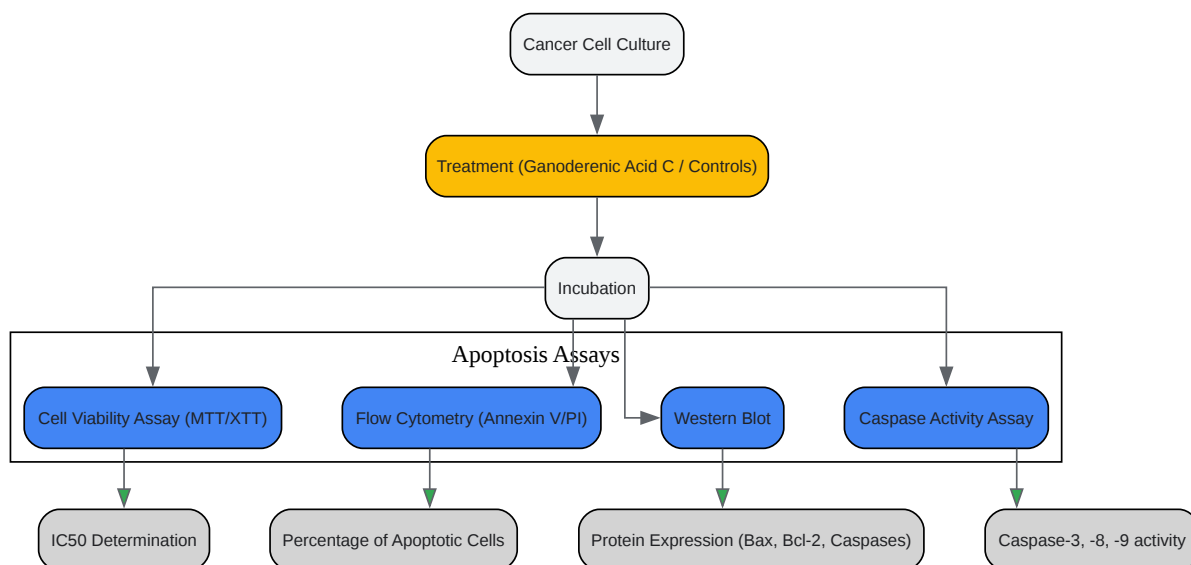 Cancer Cell Culture
Treatment (Ganoderenic Acid C / Controls)
Incubation
Apoptosis Assays
Cell Viability Assay (MTT/XTT)
Flow Cytometry (Annexin V/PI)
Western Blot
Caspase Activity Assay
IC50 Determination
Percentage of Apoptotic Cells
Protein Expression (Bax, Bcl-2, Caspases)
Caspase-3, -8, -9 activity